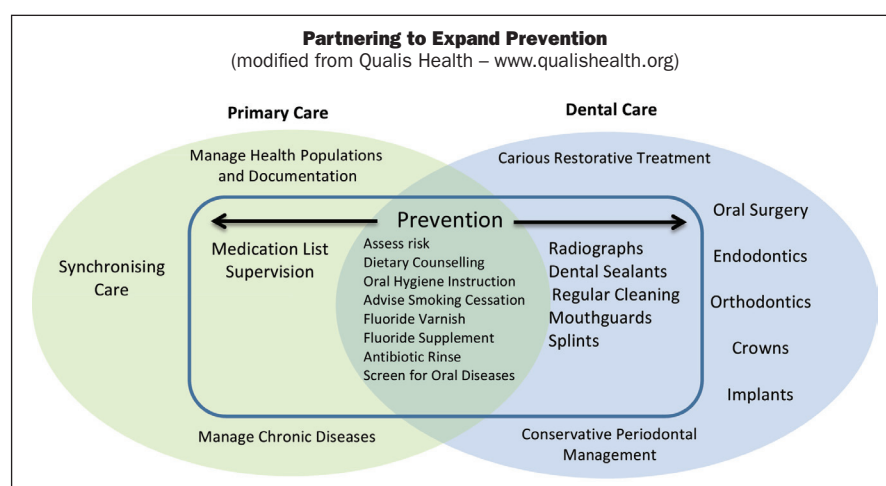 Partnering to Expand Prevention
(modified from Qualis Health – www.qualishealth.org)
Primary Care
Dental Care
Manage Health Populations
and Documentation
Carious Restorative Treatment
Prevention
Synchronising
Care
Medication List
Supervision
Assess risk
Dietary Counselling
Oral Hygiene Instruction
Advise Smoking Cessation
Fluoride Varnish
Fluoride Supplement
Antibiotic Rinse
Screen for Oral Diseases
Radiographs
Dental Sealants
Regular Cleaning
Mouthguards
Splints
Oral Surgery
Endodontics
Orthodontics
Crowns
Implants
Manage Chronic Diseases
Conservative Periodontal
Management